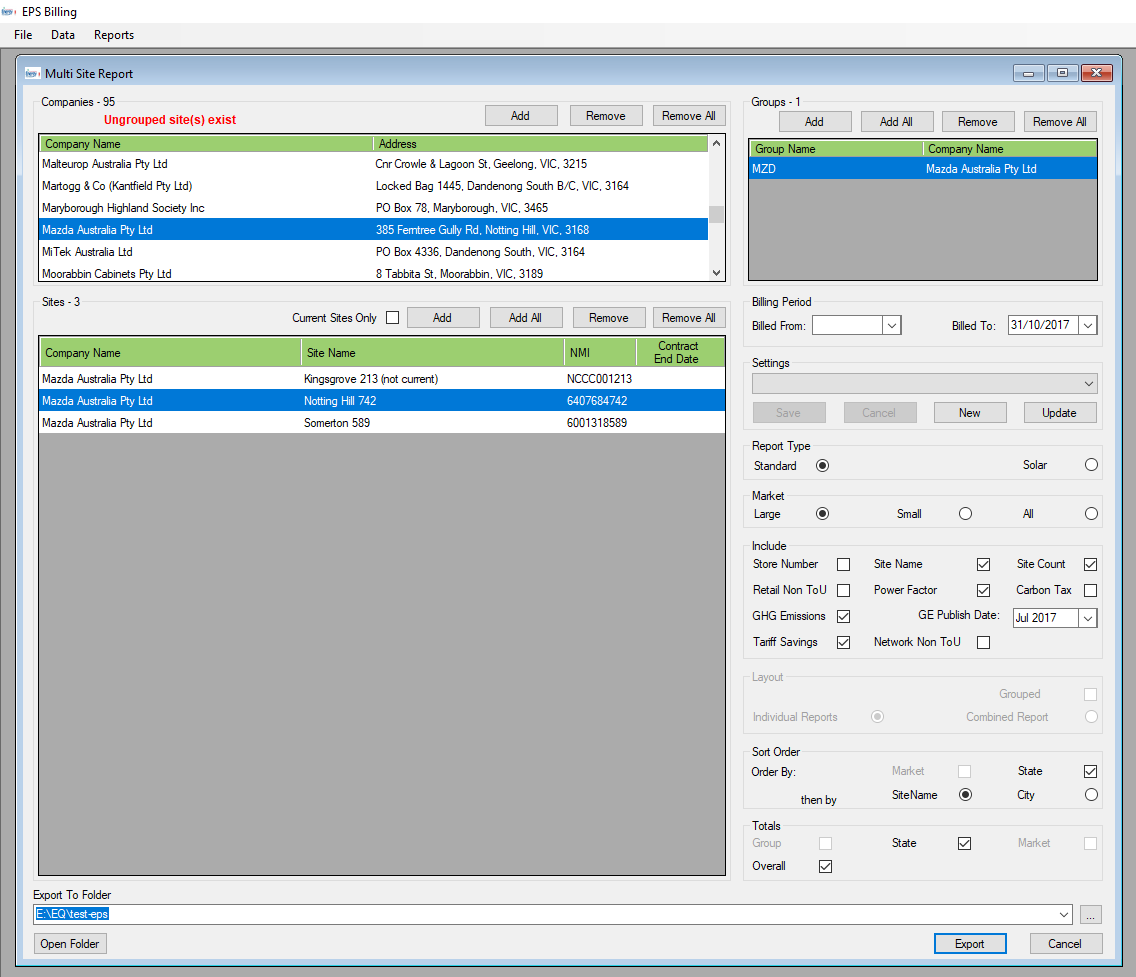 EPS Billing
File Data Reports
Multi Site Report
Companies - 95
Ungrouped site(s) exist
Add Remove Remove All
Company Name Address
Malteurop Australia Pty Ltd Cnr Crowle & Lagoon St, Geelong, VIC, 3215
Martogg & Co (Kantfield Pty Ltd) Locked Bag 1445, Dandenong South B/C, VIC, 3164
Maryborough Highland Society Inc PO Box 78, Maryborough, VIC, 3465
Mazda Australia Pty Ltd 385 Ferntree Gully Rd, Notting Hill, VIC, 3168
MiTek Australia Ltd PO Box 4336, Dandenong South, VIC, 3164
Moorabbin Cabinets Pty Ltd 8 Tabbita St, Moorabbin, VIC, 3189
Groups - 1
Add Add All Remove Remove All
Group Name Company Name
MZD Mazda Australia Pty Ltd
Sites - 3
Current Sites Only Add Add All Remove Remove All
Company Name Site Name NMI Contract
End Date
Mazda Australia Pty Ltd Kingsgrove 213 (not current) NCCC001213
Mazda Australia Pty Ltd Notting Hill 742 6407684742
Mazda Australia Pty Ltd Somerton 589 6001318589
Billing Period
Billed From: Billed To: 31/10/2017
Settings
Save Cancel New Update
Report Type
Standard Solar
Market
Large Small All
Include
Store Number Site Name Site Count
Retail Non ToU Power Factor Carbon Tax
GHG Emissions GE Publish Date: Jul 2017
Tariff Savings Network Non ToU
Layout
Grouped
Individual Reports Combined Report
Sort Order
Order By: Market State
then by SiteName City
Totals
Group State Market
Overall
Export To Folder
E:\EQ\test-eps
...
Open Folder Export Cancel